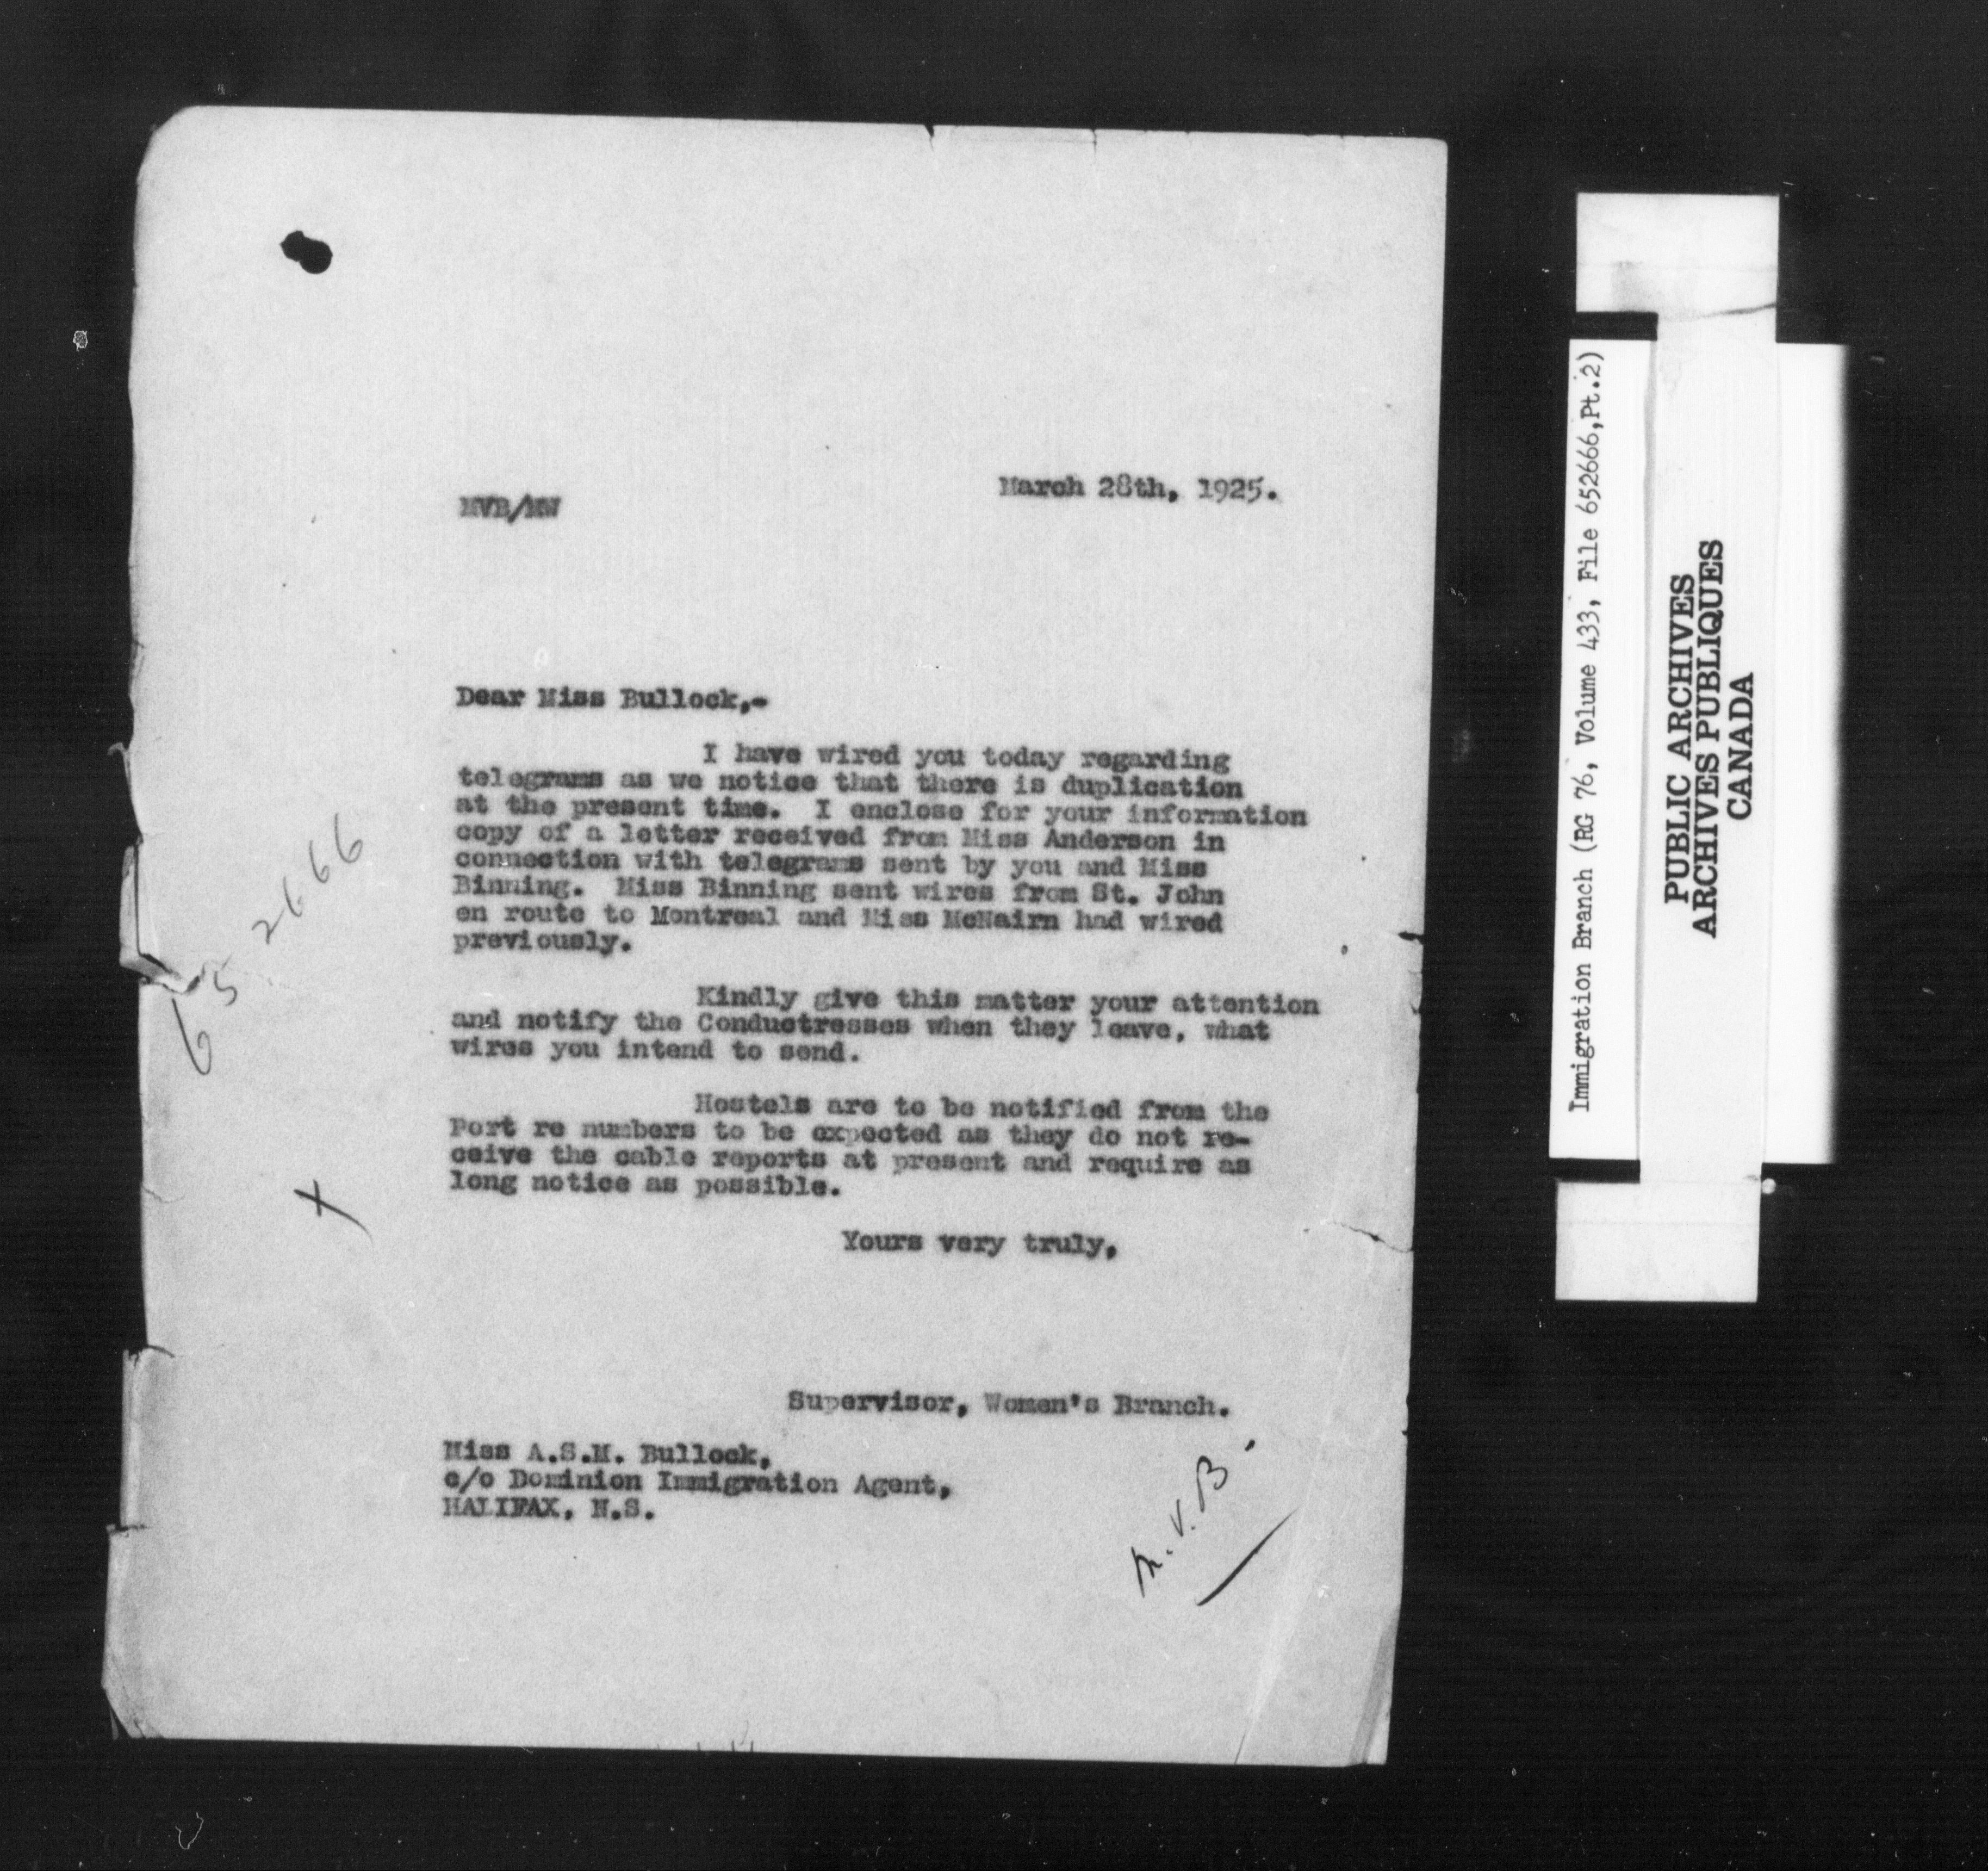 March 28th, 1925.
MVB/MW
Dear Miss Bullock,-
I have wired you today regarding
telegrams as we notice that there is duplication
at the present time. I enclose for your information
copy of a letter received from Miss Anderson in
connection with telegrams sent by you and Miss
Binning. Miss Binning sent wires from St. John
en route to Montreal and Miss McNairn had wired
previously.
Kindly give this matter your attention
and notify the Conductresses when they leave, what
wires you intend to send.
Hostels are to be notified from the
Port re numbers to be expected as they do not re-
ceive the cable reports at present and require as
long notice as possible.
Yours very truly,
Supervisor, Women's Branch.
Miss A.S.M. Bullock,
c/o Dominion Immigration Agent,
HALIFAX, N.S.
M.V.B.
652666
X
Immigration Branch (RG 76, Volume 433, File 652666,Pt.2)
PUBLIC ARCHIVES
ARCHIVES PUBLIQUES
CANADA